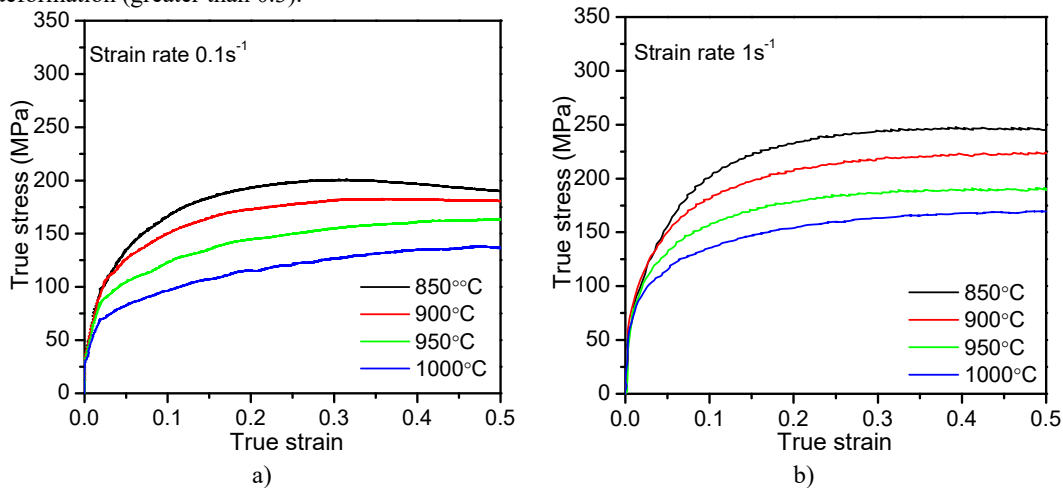 eformation (greater than 0.3).
350
300
250
200
150
100
50
0
True stress (MPa)
Strain rate 0.1s⁻¹
850°°C
900°C
950°C
1000°C
0.0 0.1 0.2 0.3 0.4 0.5
True strain
a)
350
300
250
200
150
100
50
0
True stress (MPa)
Strain rate 1s⁻¹
850°C
900°C
950°C
1000°C
0.0 0.1 0.2 0.3 0.4 0.5
True strain
b)